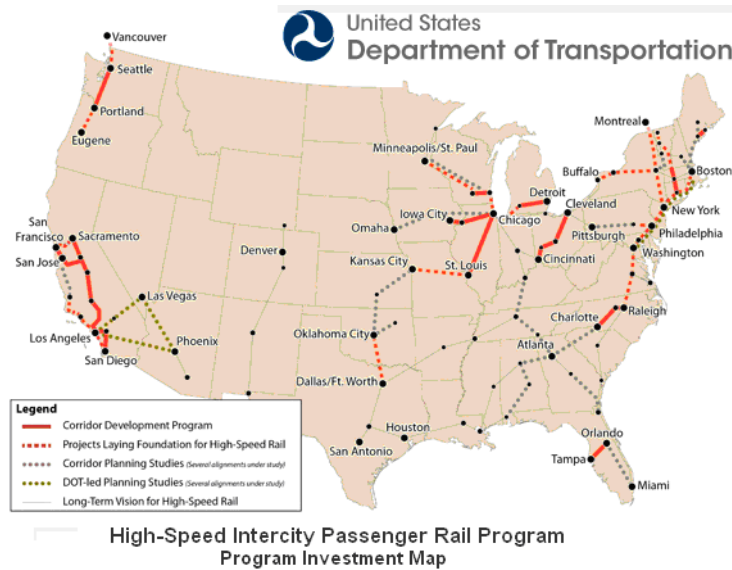 United States
Department of Transportation
Vancouver
Seattle
Portland
Eugene
Montreal
Minneapolis/St. Paul
Buffalo
Boston
Detroit
Cleveland
New York
Iowa City
Chicago
Omaha
Pittsburgh
Philadelphia
San
Francisco
Sacramento
Denver
Washington
San Jose
Kansas City
St. Louis
Cincinnati
Las Vegas
Raleigh
Charlotte
Los Angeles
Oklahoma City
Phoenix
Atlanta
San Diego
Dallas/Ft. Worth
Houston
San Antonio
Orlando
Tampa
Miami
Legend
Corridor Development Program
Projects Laying Foundation for High-Speed Rail
Corridor Planning Studies (Several alignments under study)
DOT-led Planning Studies (Several alignments under study)
Long-Term Vision for High-Speed Rail
High-Speed Intercity Passenger Rail Program
Program Investment Map